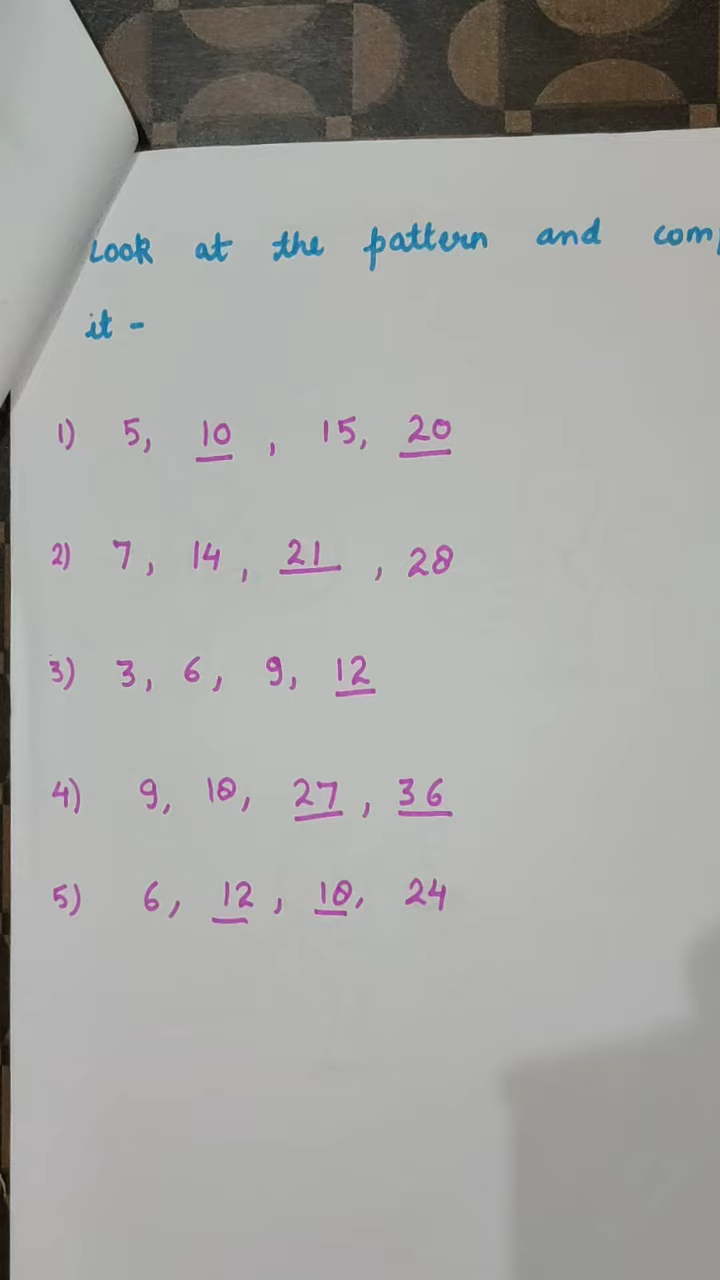 Look at the pattern and com
it -
1) 5, 10, 15, 20
2) 7, 14, 21, 28
3) 3, 6, 9, 12
4) 9, 18, 27, 36
5) 6, 12, 18, 24